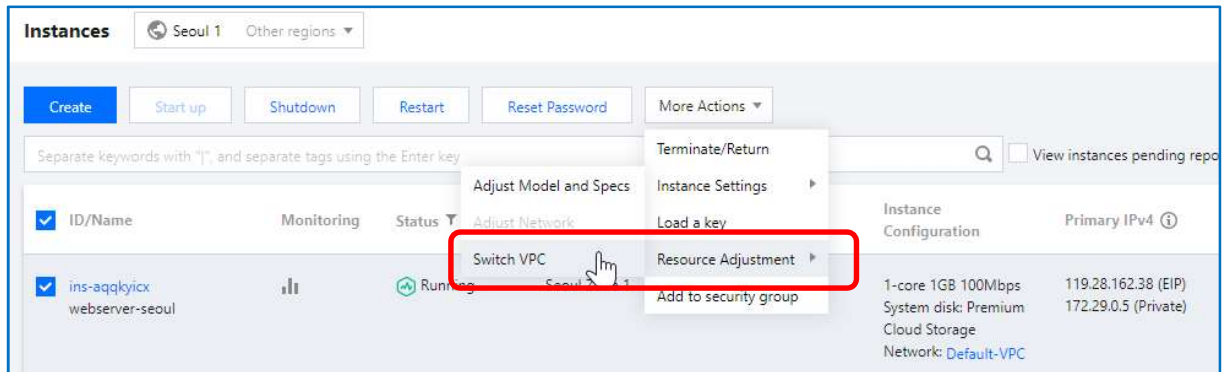 Instances Seoul 1 Other regions
Create Start up Shutdown Restart Reset Password More Actions
Separate keywords with "|", and separate tags using the Enter key
View instances pending repo
Terminate/Return
Adjust Model and Specs Instance Settings
Adjust Network Load a key
Switch VPC Resource Adjustment
Add to security group
ID/Name Monitoring Status Instance Configuration Primary IPv4
ins-aqqkyicx Running Seoul 1-core 1GB 100Mbps 119.28.162.38 (EIP)
webserver-seoul System disk: Premium 172.29.0.5 (Private)
Cloud Storage
Network: Default-VPC